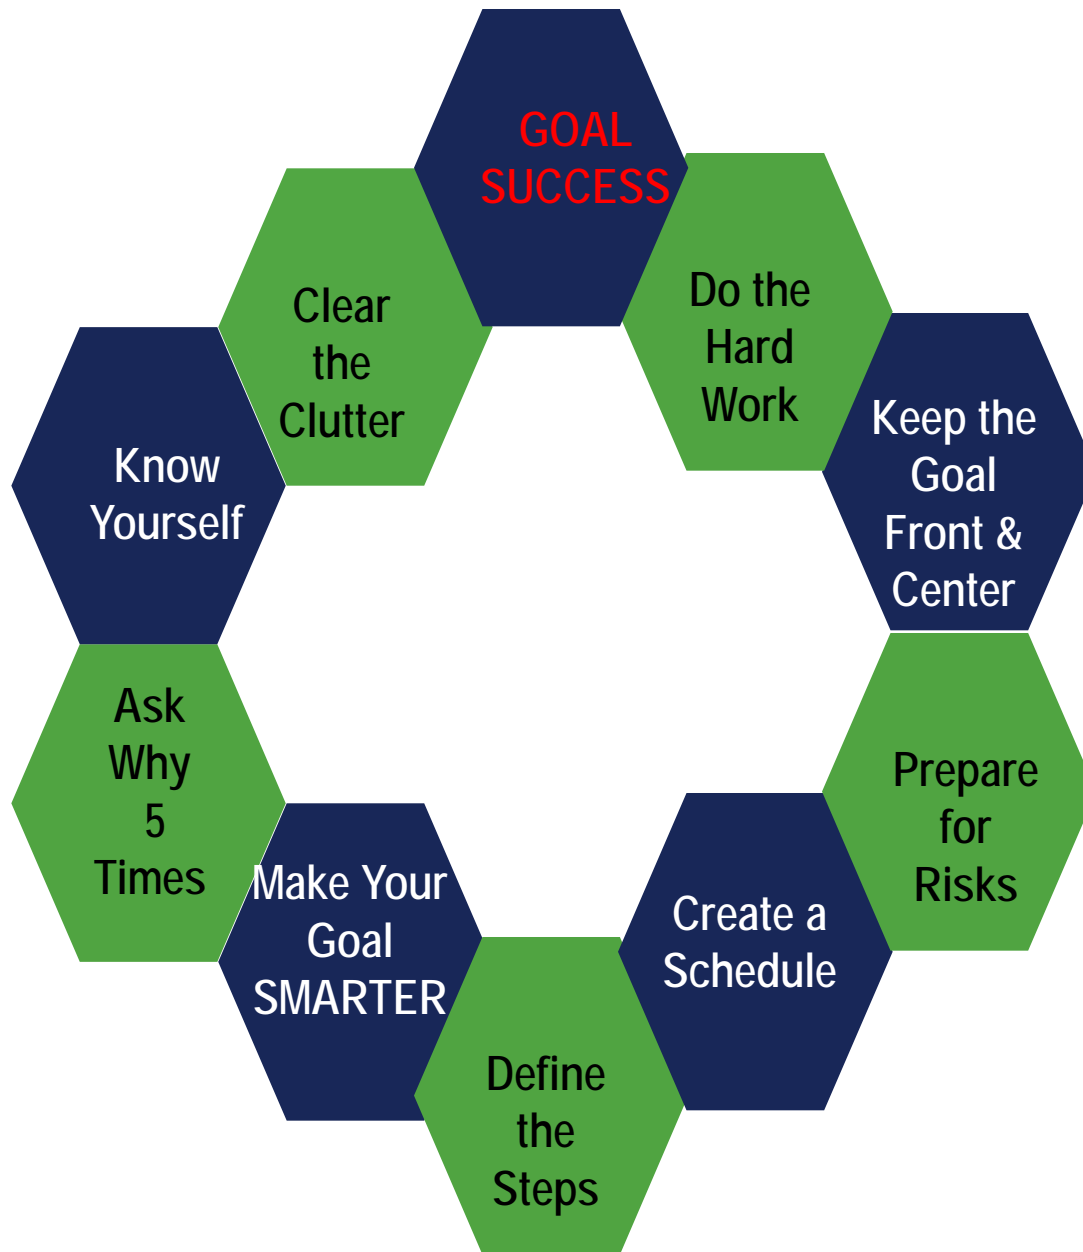 GOAL
SUCCESS
Do the
Hard
Work
Keep the
Goal
Front &
Center
Prepare
for
Risks
Create a
Schedule
Define
the
Steps
Make Your
Goal
SMARTER
Ask
Why
5
Times
Know
Yourself
Clear
the
Clutter